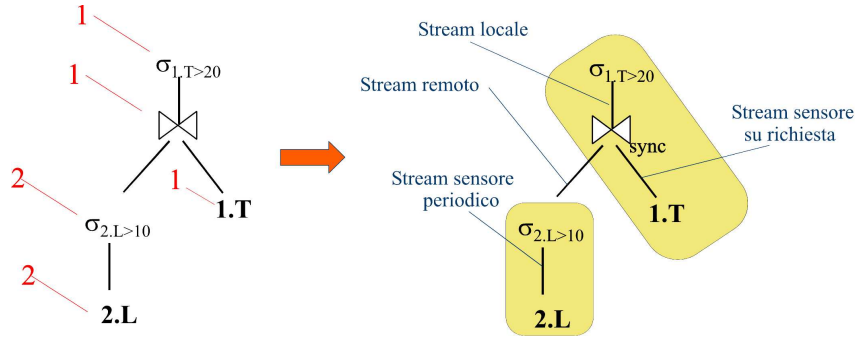 1
σ1.T>20
1
1
1.T
2
σ2.L>10
2
2.L
Stream locale
σ1.T>20
Stream remoto
Stream sensore
su richiesta
sync
Stream sensore
periodico
1.T
σ2.L>10
2.L